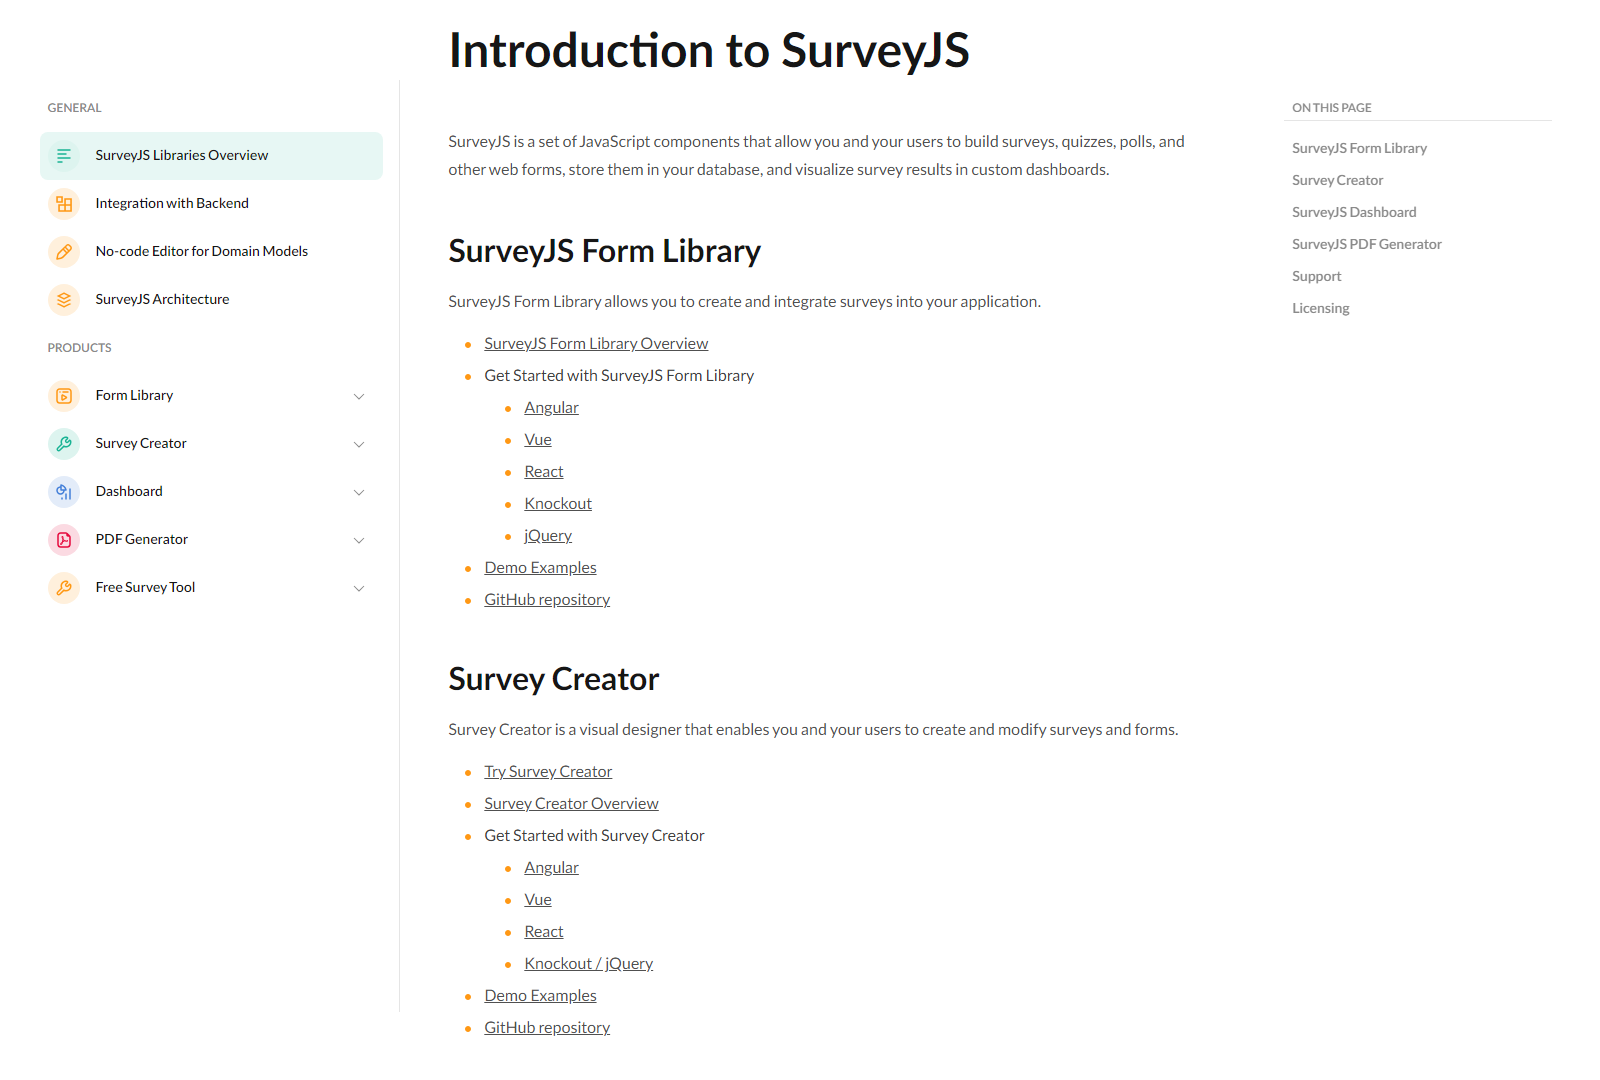 Introduction to SurveyJS
GENERAL
SurveyJS Libraries Overview
Integration with Backend
No-code Editor for Domain Models
SurveyJS Architecture
PRODUCTS
Form Library
Survey Creator
Dashboard
PDF Generator
Free Survey Tool
SurveyJS is a set of JavaScript components that allow you and your users to build surveys, quizzes, polls, and
other web forms, store them in your database, and visualize survey results in custom dashboards.
SurveyJS Form Library
SurveyJS Form Library allows you to create and integrate surveys into your application.
SurveyJS Form Library Overview
Get Started with SurveyJS Form Library
Angular
Vue
React
Knockout
jQuery
Demo Examples
GitHub repository
Survey Creator
Survey Creator is a visual designer that enables you and your users to create and modify surveys and forms.
Try Survey Creator
Survey Creator Overview
Get Started with Survey Creator
Angular
Vue
React
Knockout / jQuery
Demo Examples
GitHub repository
ON THIS PAGE
SurveyJS Form Library
Survey Creator
SurveyJS Dashboard
SurveyJS PDF Generator
Support
Licensing